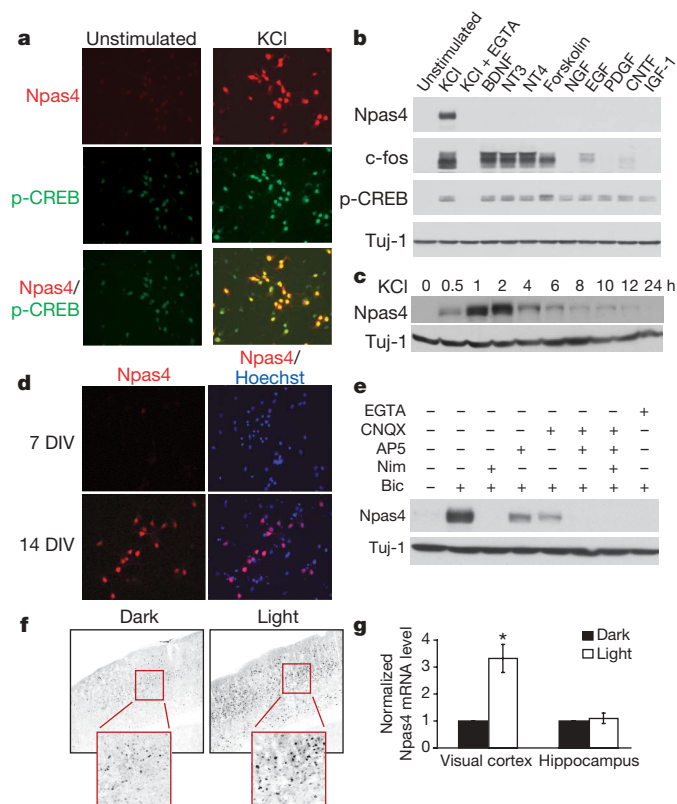 a
Unstimulated KCl
Npas4
p-CREB
Npas4/
p-CREB
b
Unstimulated
KCl
KCl + EGTA
BDNF
NT3
NT4
Forskolin
NGF
EGF
PDGF
CNTF
IGF-1
Npas4
c-fos
p-CREB
Tuj-1
c
KCl 0 0.5 1 2 4 6 8 10 12 24 h
Npas4
Tuj-1
d
Npas4 Npas4/
Hoechst
7 DIV
14 DIV
e
EGTA – – – – – – – +
CNQX – – – – + + + –
AP5 – – – + – + + –
Nim – – + – – – + –
Bic – + + + + + + +
Npas4
Tuj-1
f
Dark Light
g
Normalized
Npas4 mRNA level
4
3
2
1
0
*
Dark
Light
Visual cortex Hippocampus